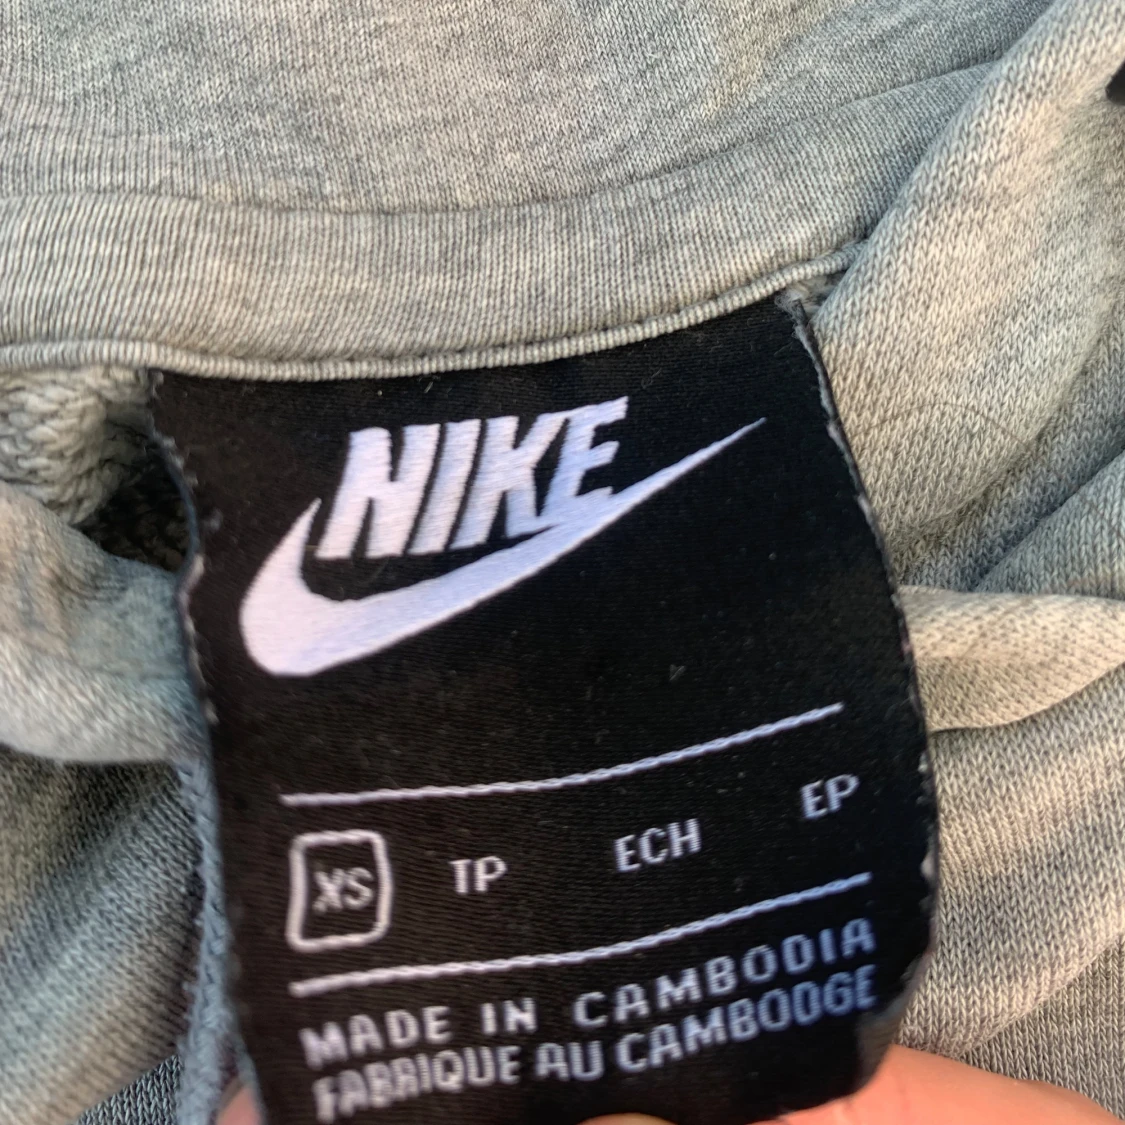 NIKE
XS TP ECH EP
MADE IN CAMBODIA
FABRIQUE AU CAMBODGE